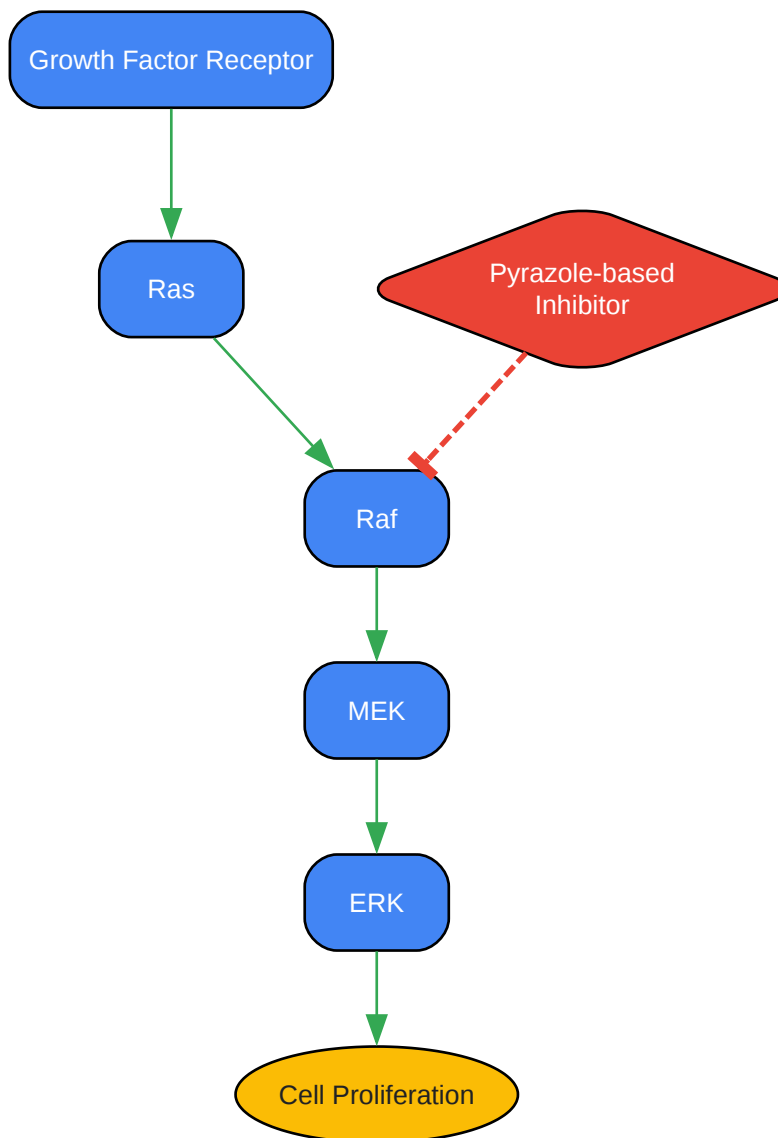 Growth Factor Receptor
Ras
Pyrazole-based
Inhibitor
Raf
MEK
ERK
Cell Proliferation